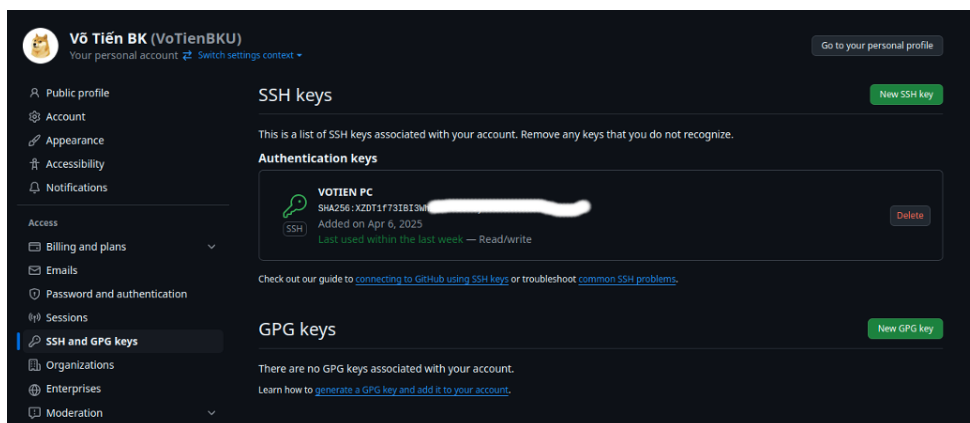 Võ Tiến BK (VoTienBKU)
Your personal account Switch settings context
Go to your personal profile
Public profile
Account
Appearance
Accessibility
Notifications
Access
Billing and plans
Emails
Password and authentication
Sessions
SSH and GPG keys
Organizations
Enterprises
Moderation
SSH keys
New SSH key
This is a list of SSH keys associated with your account. Remove any keys that you do not recognize.
Authentication keys
VOTIEN PC
SHA256:XZDT1f73IBI3W
SSH
Added on Apr 6, 2025
Last used within the last week — Read/write
Delete
Check out our guide to connecting to GitHub using SSH keys or troubleshoot common SSH problems.
GPG keys
New GPG key
There are no GPG keys associated with your account.
Learn how to generate a GPG key and add it to your account.